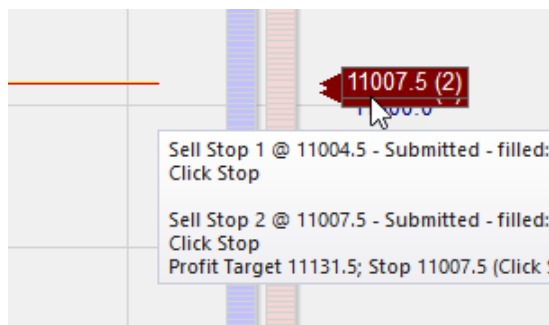 11007.5 (2)
Sell Stop 1 @ 11004.5 - Submitted - filled:
Click Stop
Sell Stop 2 @ 11007.5 - Submitted - filled:
Click Stop
Profit Target 11131.5; Stop 11007.5 (Click